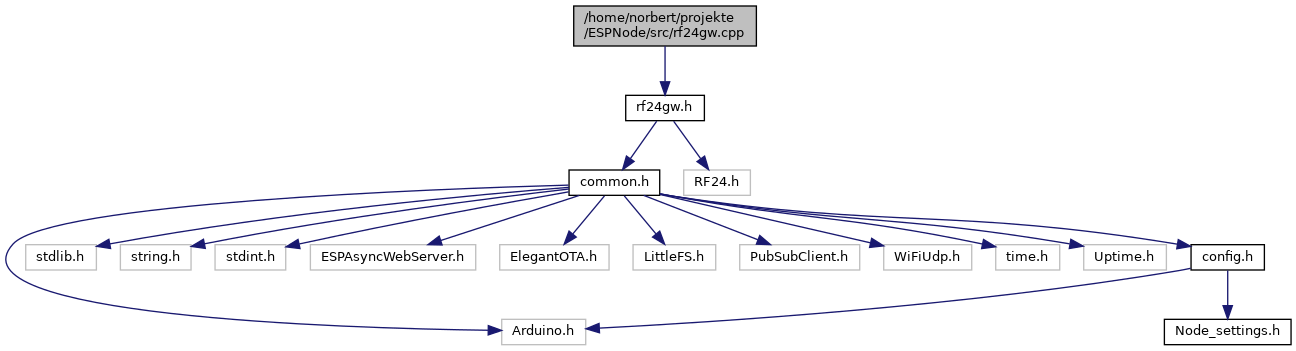 /home/norbert/projekte
/ESPNode/src/rf24gw.cpp
rf24gw.h
common.h
RF24.h
stdlib.h
string.h
stdint.h
ESPAsyncWebServer.h
ElegantOTA.h
LittleFS.h
PubSubClient.h
WiFiUdp.h
time.h
Uptime.h
config.h
Arduino.h
Node_settings.h